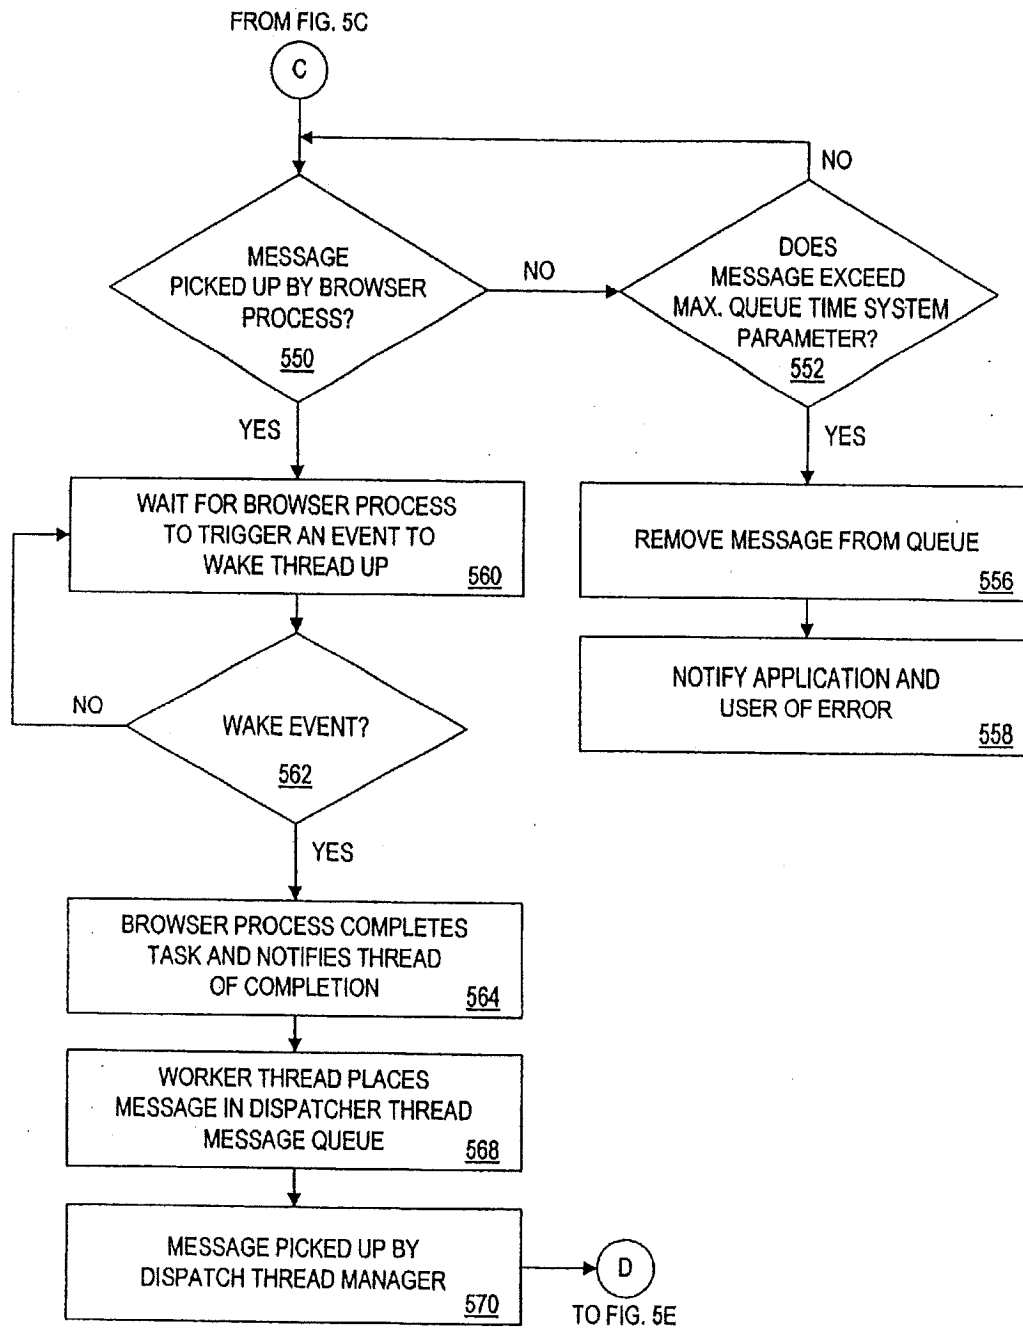 FROM FIG. 5C
C
NO
MESSAGE
PICKED UP BY BROWSER
PROCESS?
550
NO
DOES
MESSAGE EXCEED
MAX. QUEUE TIME SYSTEM
PARAMETER?
552
YES
YES
WAIT FOR BROWSER PROCESS
TO TRIGGER AN EVENT TO
WAKE THREAD UP
560
REMOVE MESSAGE FROM QUEUE
556
NOTIFY APPLICATION AND
USER OF ERROR
558
NO
WAKE EVENT?
562
YES
BROWSER PROCESS COMPLETES
TASK AND NOTIFIES THREAD
OF COMPLETION
564
WORKER THREAD PLACES
MESSAGE IN DISPATCHER THREAD
MESSAGE QUEUE
568
MESSAGE PICKED UP BY
DISPATCH THREAD MANAGER
570
D
TO FIG. 5E